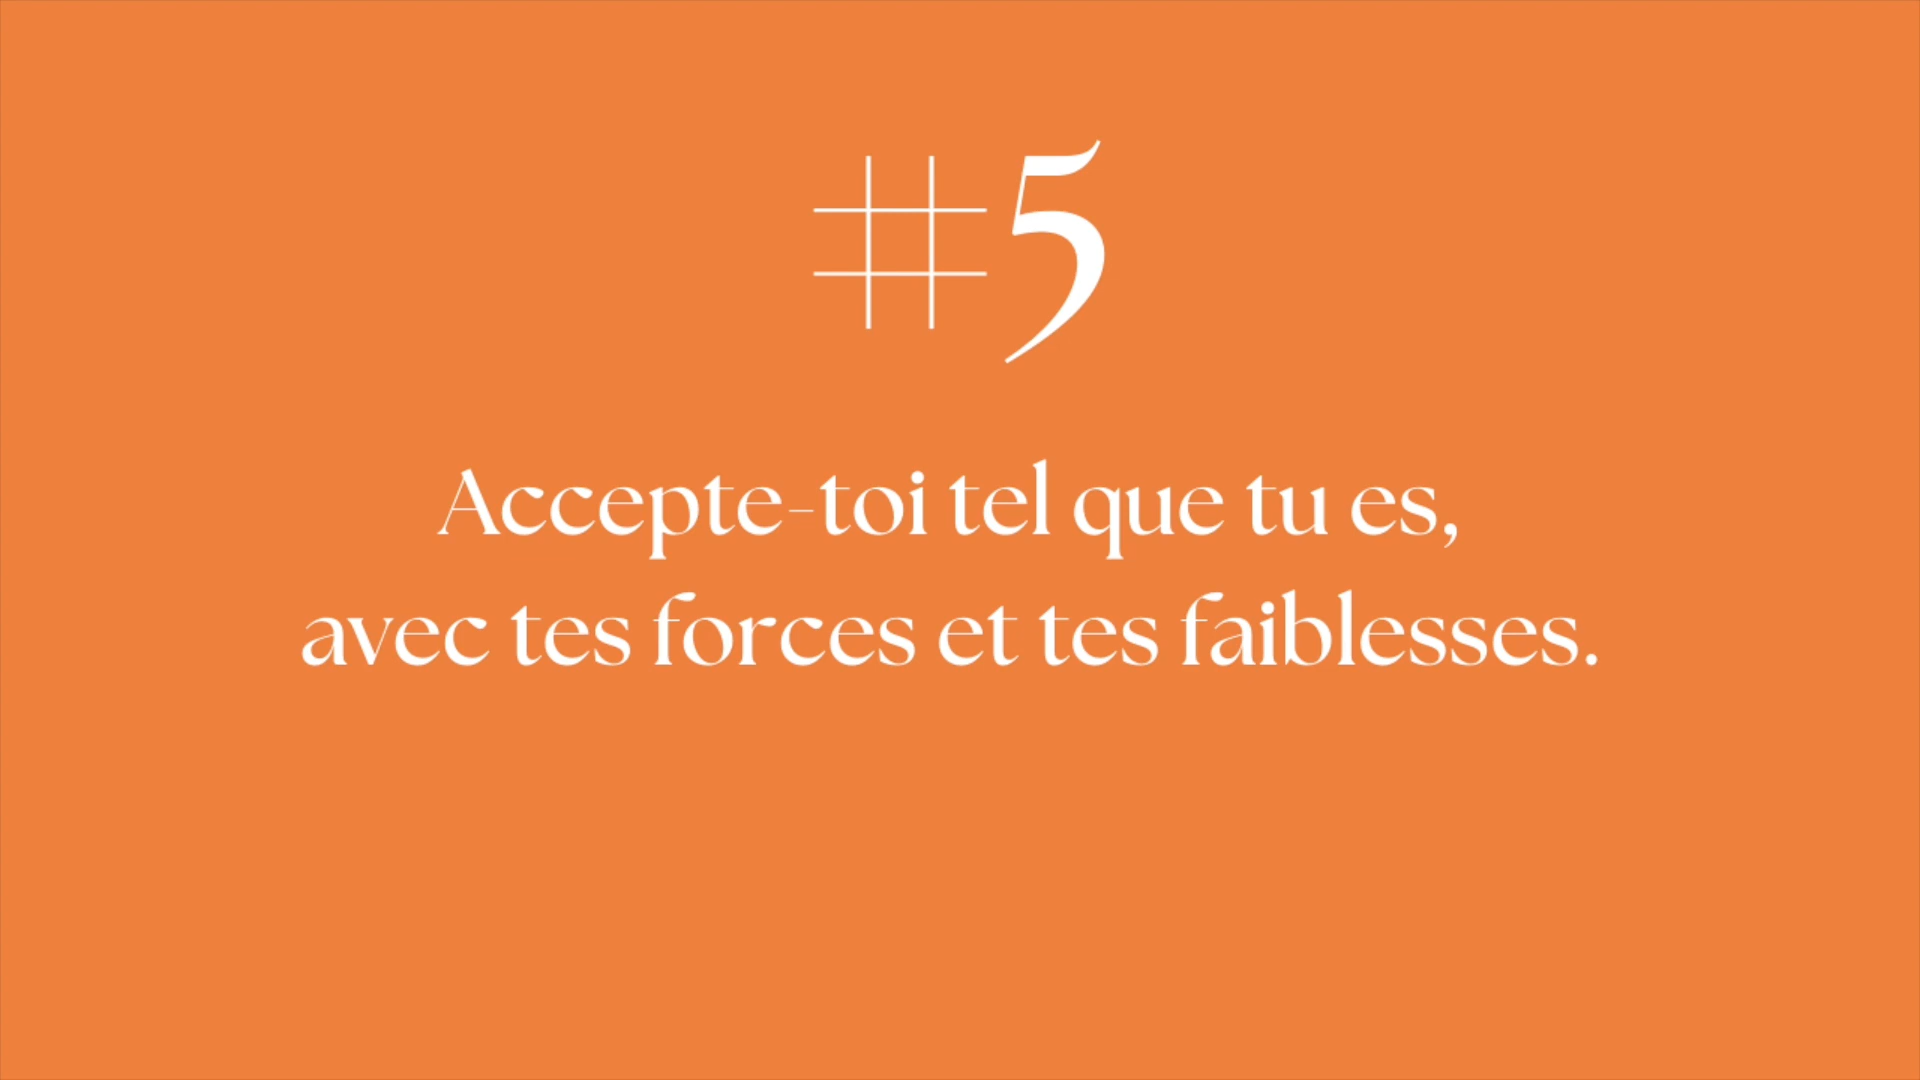 #5
Accepte-toi tel que tu es,
avec tes forces et tes faiblesses.